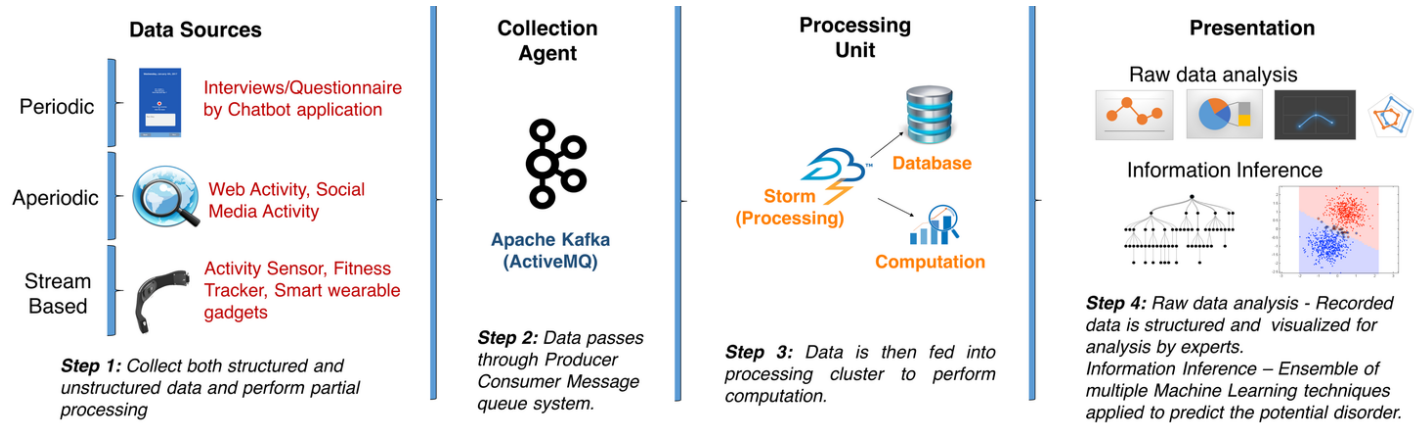 Data Sources
Periodic
Interviews/Questionnaire
by Chatbot application
Aperiodic
Web Activity, Social
Media Activity
Stream
Based
Activity Sensor, Fitness
Tracker, Smart wearable
gadgets
Step 1: Collect both structured and
unstructured data and perform partial
processing
Collection
Agent
Apache Kafka
(ActiveMQ)
Step 2: Data passes
through Producer
Consumer Message
queue system.
Processing
Unit
TM
Database
Storm
(Processing)
Computation
Step 3: Data is then fed into
processing cluster to perform
computation.
Presentation
Raw data analysis
Information Inference
Step 4: Raw data analysis - Recorded
data is structured and visualized for
analysis by experts.
Information Inference – Ensemble of
multiple Machine Learning techniques
applied to predict the potential disorder.